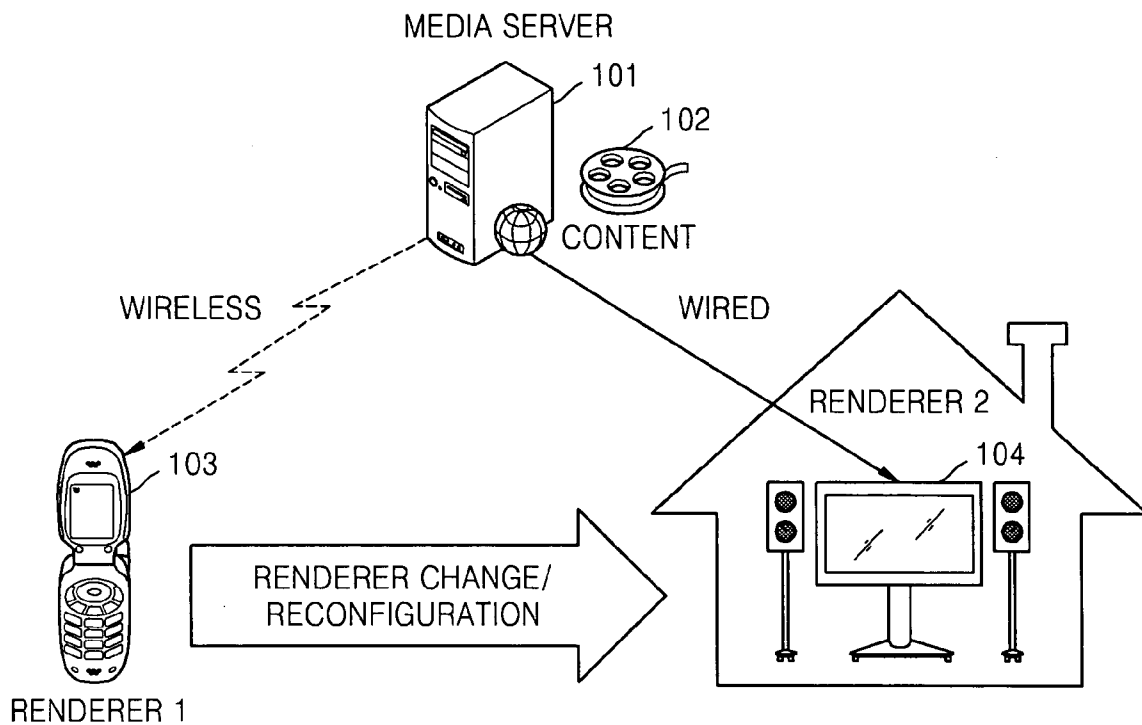 MEDIA SERVER
101
102
CONTENT
WIRELESS
WIRED
RENDERER 2
103
104
RENDERER CHANGE/
RECONFIGURATION
RENDERER 1